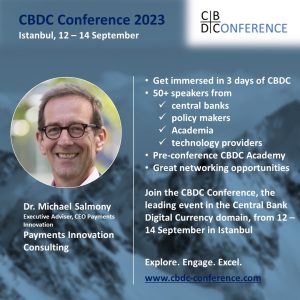 CBDC Conference 2023
Istanbul, 12 – 14 September
C B
D C ONFERENCE
• Get immersed in 3 days of CBDC
• 50+ speakers from
✓ central banks
✓ policy makers
✓ Academia
✓ technology providers
• Pre-conference CBDC Academy
• Great networking opportunities
Dr. Michael Salmony
Executive Adviser, CEO Payments
Innovation
Payments Innovation
Consulting
Join the CBDC Conference, the
leading event in the Central Bank
Digital Currency domain, from 12 –
14 September in Istanbul
Explore. Engage. Excel.
www.cbdc-conference.com